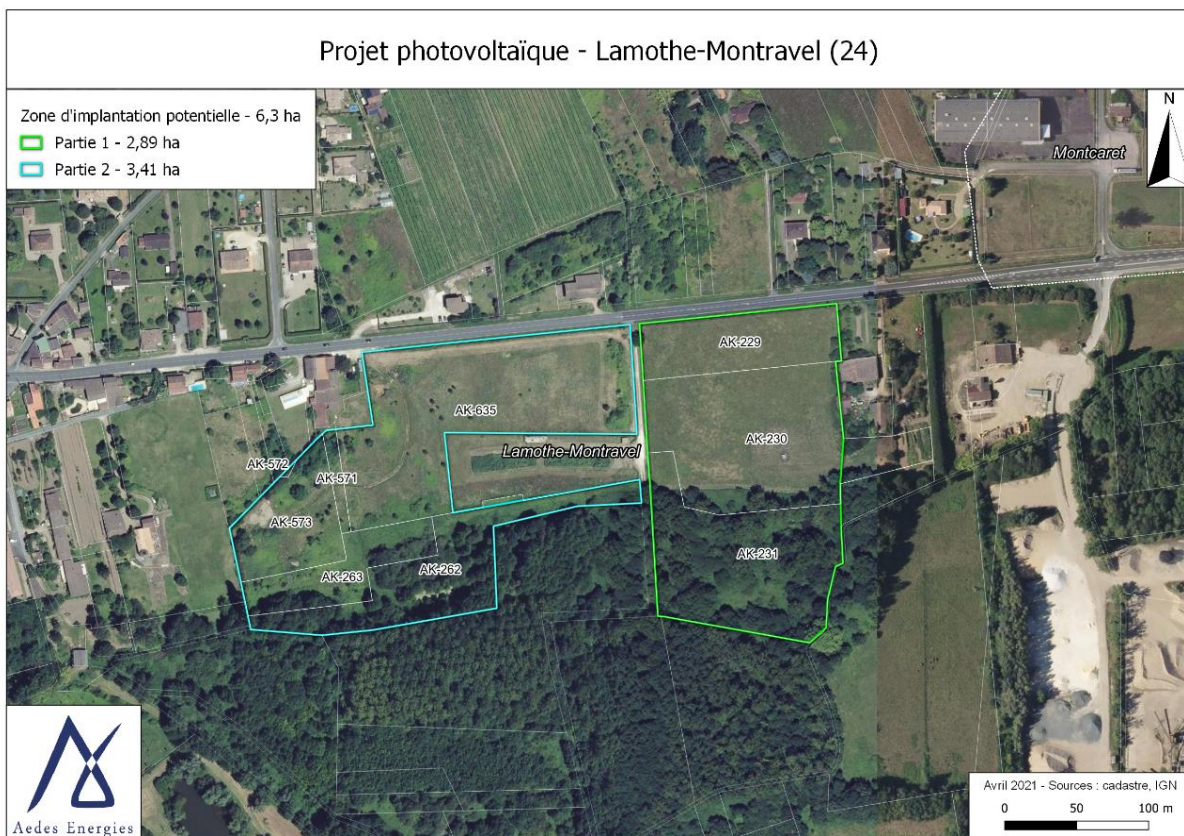 Projet photovoltaïque - Lamothe-Montravel (24)
Zone d'implantation potentielle - 6,3 ha
Partie 1 - 2,89 ha
Partie 2 - 3,41 ha
N
Montcaret
AK-229
AK-635
AK-230
Lamothe-Montravel
AK-572
AK-571
AK-573
AK-231
AK-263
AK-262
Aedes Energies
Avril 2021 - Sources : cadastre, IGN
0 50 100 m